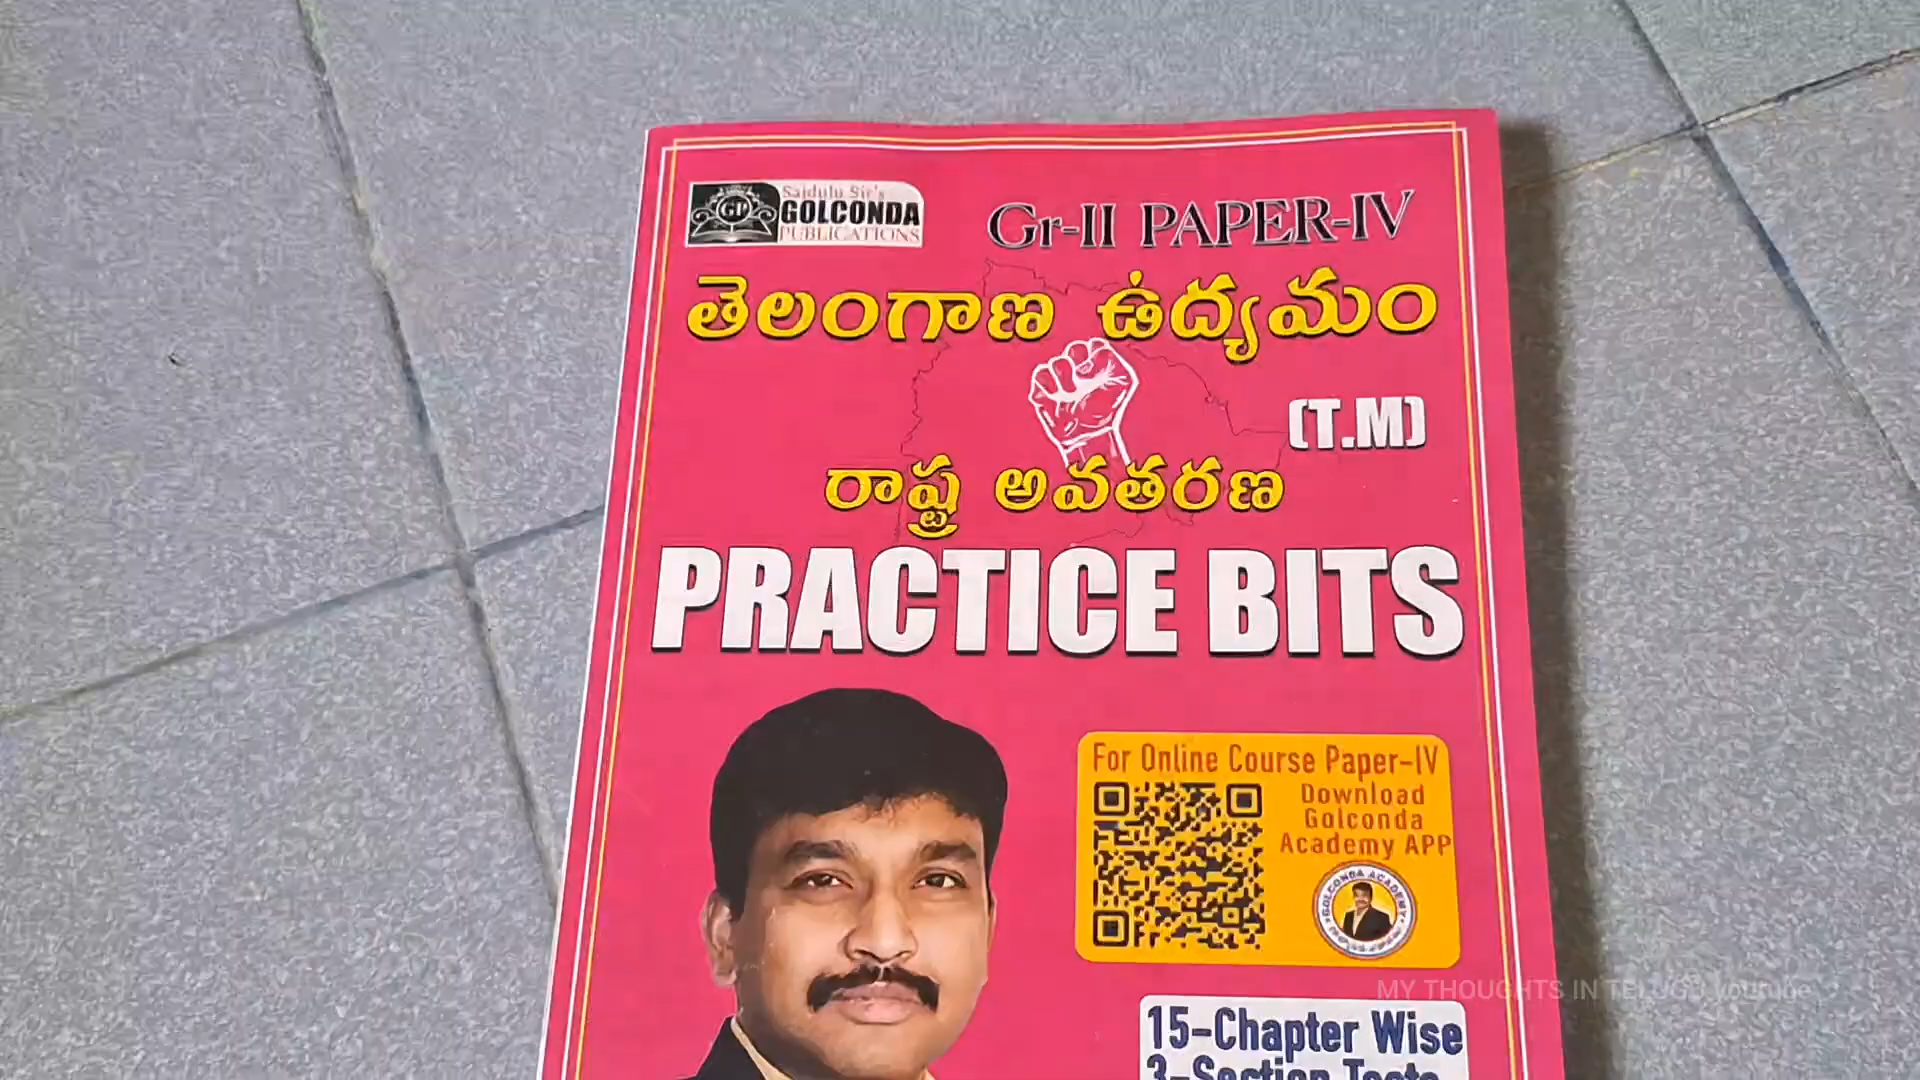 Saidulu Sir's
GOLCONDA
PUBLICATIONS
GP
Gr-II PAPER-IV
తెలంగాణ ఉద్యమం
(T.M)
రాష్ట్ర అవతరణ
PRACTICE BITS
For Online Course Paper-IV
Download
Golconda
Academy APP
GOLCONDA ACADEMY
15-Chapter Wise
3-Section Tests
MY THOUGHTS IN TELUGU youtube